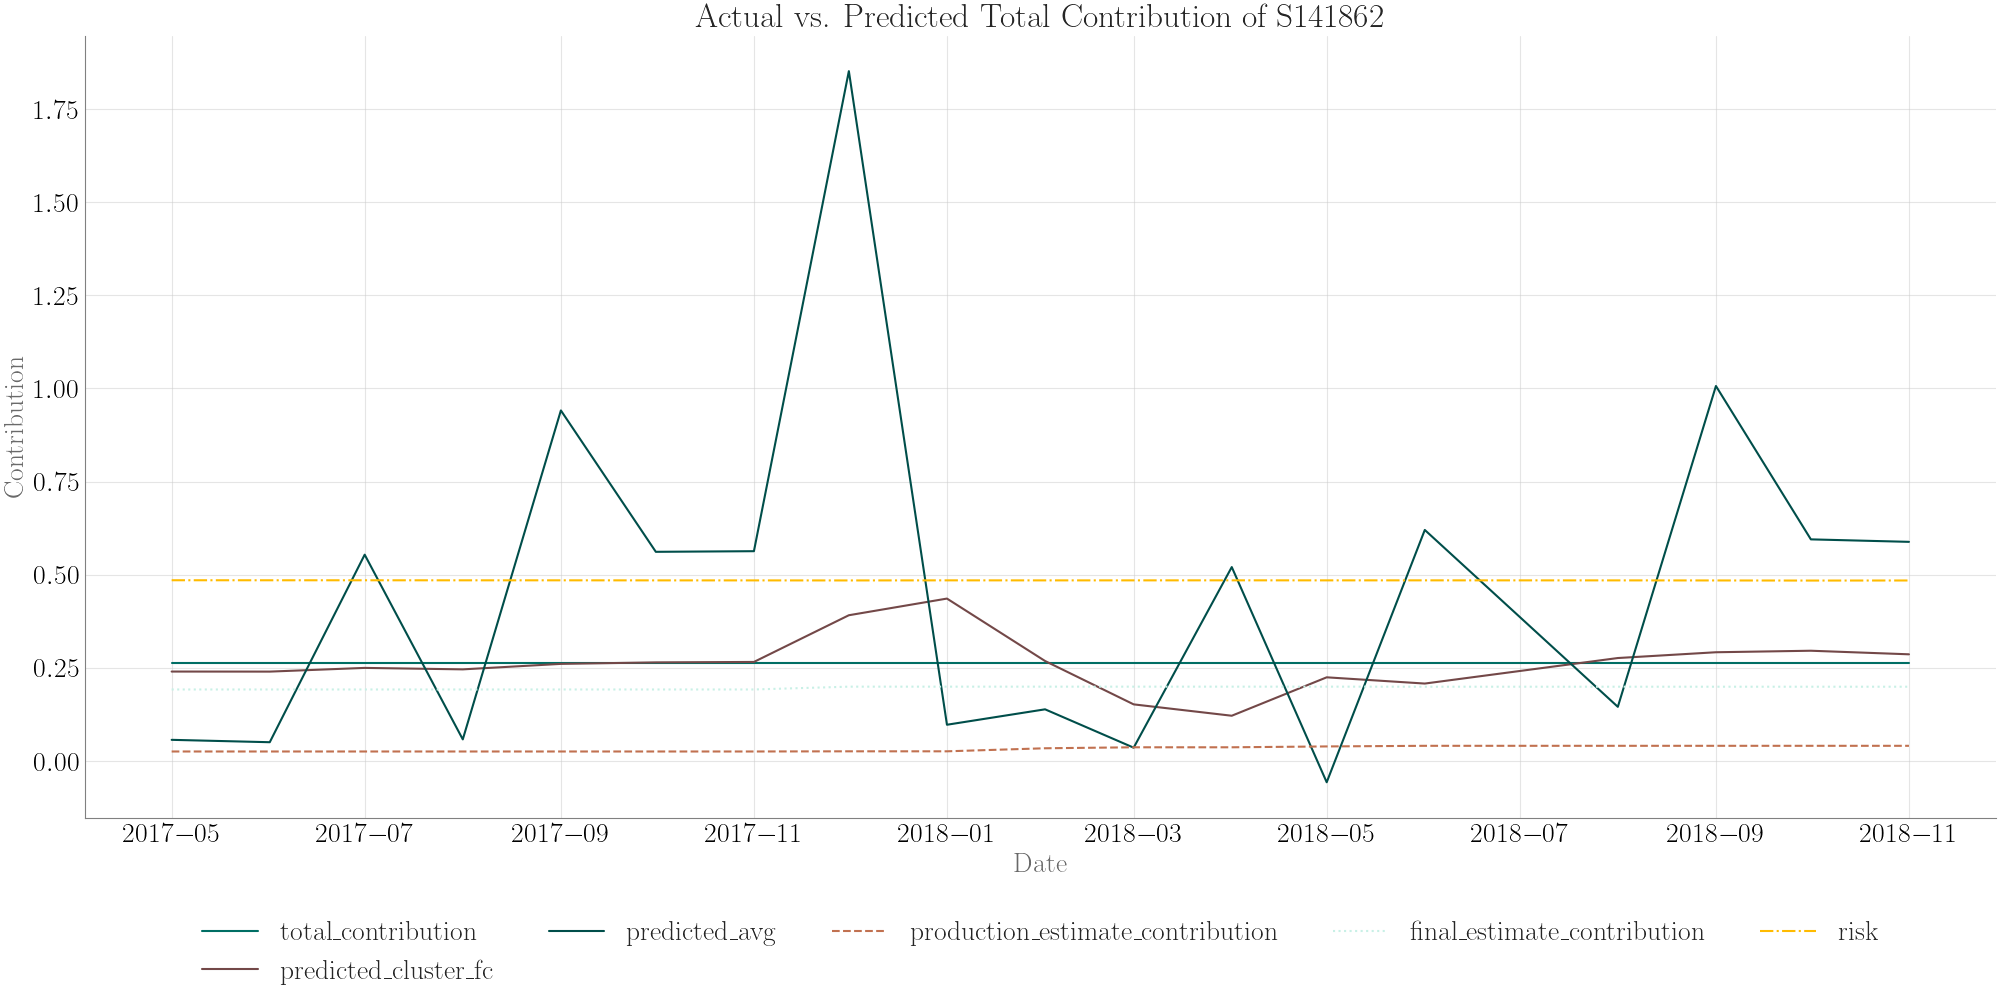 Actual vs. Predicted Total Contribution of S141862
Contribution
1.75
1.50
1.25
1.00
0.75
0.50
0.25
0.00
2017–05 2017–07 2017–09 2017–11 2018–01 2018–03 2018–05 2018–07 2018–09 2018–11
Date
total_contribution predicted_avg production_estimate_contribution final_estimate_contribution risk
predicted_cluster_fc